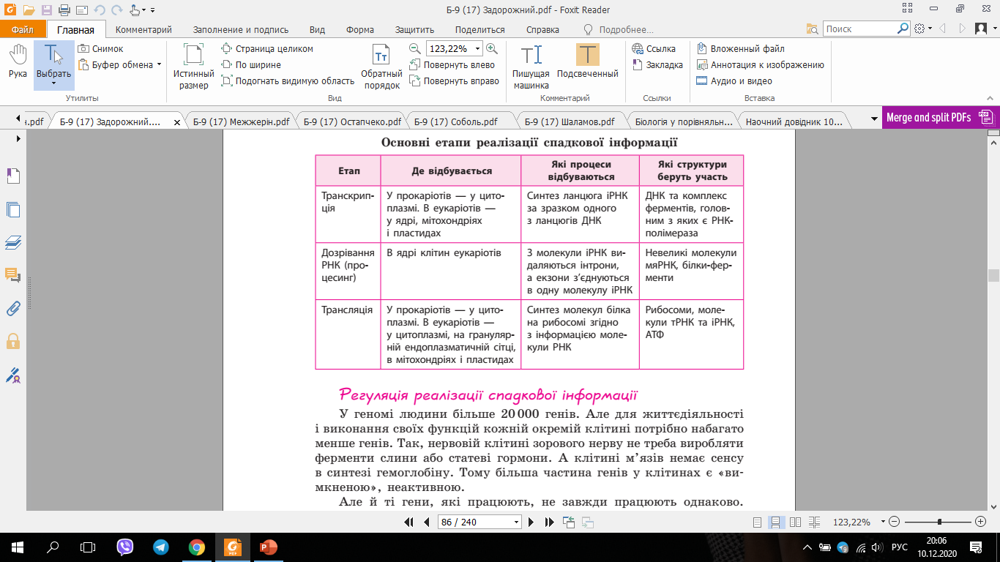 Б-9 (17) Задорожний.pdf - Foxit Reader
Файл Главная Комментарий Заполнение и подпись Вид Форма Защитить Поделиться Справка Подробнее... Поиск
Рука
Выбрать
Снимок
Буфер обмена
Утилиты
Истинный размер
Страница целиком
По ширине
Подогнать видимую область
Обратный порядок
123,22%
Повернуть влево
Повернуть вправо
Вид
Пишущая машинка
Подсвеченный
Комментарий
Ссылка
Закладка
Ссылки
Вложенный файл
Аннотация к изображению
Аудио и видео
Вставка
н.pdf Б-9 (17) Задорожний.... Б-9 (17) Межжерін.pdf Б-9 (17) Остапчеко.pdf Б-9 (17) Соболь.pdf Б-9 (17) Шаламов.pdf Біологія у порівняльн... Наочний довідник 10... Merge and split PDFs
Основні етапи реалізації спадкової інформації
Етап
Де відбувається
Які процеси
відбуваються
Які структури
беруть участь
Транскрип-
ція
У прокаріотів — у цито-
плазмі. В еукаріотів —
у ядрі, мітохондріях
і пластидах
Синтез ланцюга іРНК
за зразком одного
з ланцюгів ДНК
ДНК та комплекс
ферментів, голов-
ним з яких є РНК-
полімераза
Дозрівання
РНК (про-
цесинг)
В ядрі клітин еукаріотів
З молекули іРНК ви-
даляються інтрони,
а екзони з’єднуються
в одну молекулу іРНК
Невеликі молекули
мяРНК, білки-фер-
менти
Трансляція
У прокаріотів — у цито-
плазмі. В еукаріотів —
у цитоплазмі, на грануляр-
ній ендоплазматичній сітці,
в мітохондріях і пластидах
Синтез молекул білка
на рибосомі згідно
з інформацією моле-
кули РНК
Рибосоми, моле-
кули тРНК та іРНК,
АТФ
Регуляція реалізації спадкової інформації
У геномі людини більше 20 000 генів. Але для життєдіяльності
і виконання своїх функцій кожній окремій клітині потрібно набагато
менше генів. Так, нервовій клітині зорового нерву не треба виробляти
ферменти слини або статеві гормони. А клітині м’язів немає сенсу
в синтезі гемоглобіну. Тому більша частина генів у клітинах є «ви-
мкненою», неактивною.
Але й ті гени, які працюють, не завжди працюють однаково.
86 / 240
123,22%
РУС
20:06
10.12.2020